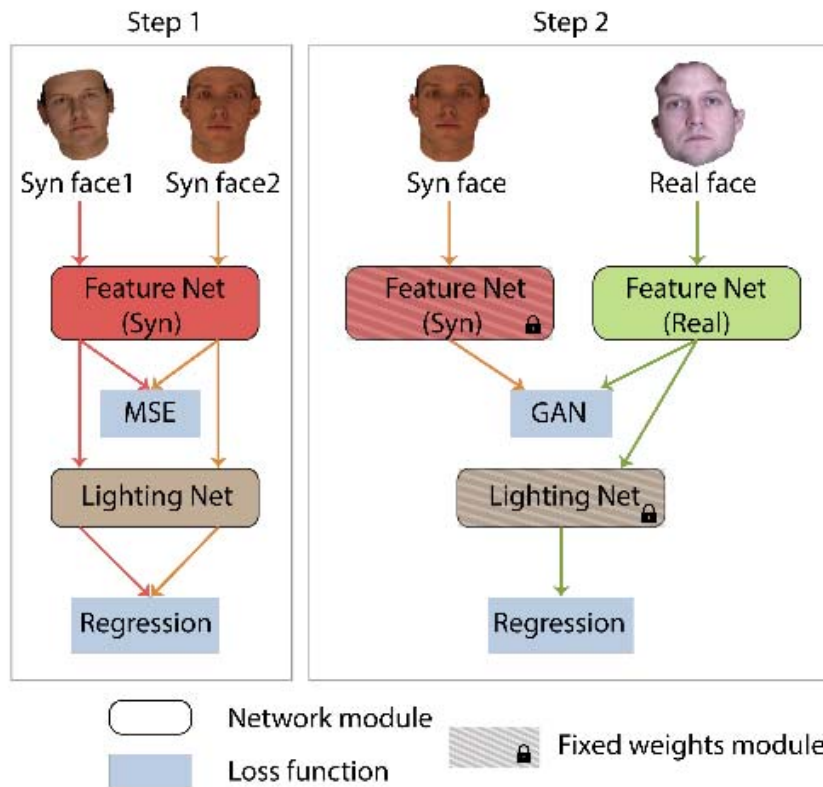 Step 1
Step 2
Syn face1
Syn face2
Syn face
Real face
Feature Net
(Syn)
Feature Net
(Syn)
Feature Net
(Real)
MSE
GAN
Lighting Net
Lighting Net
Regression
Regression
Network module
Fixed weights module
Loss function